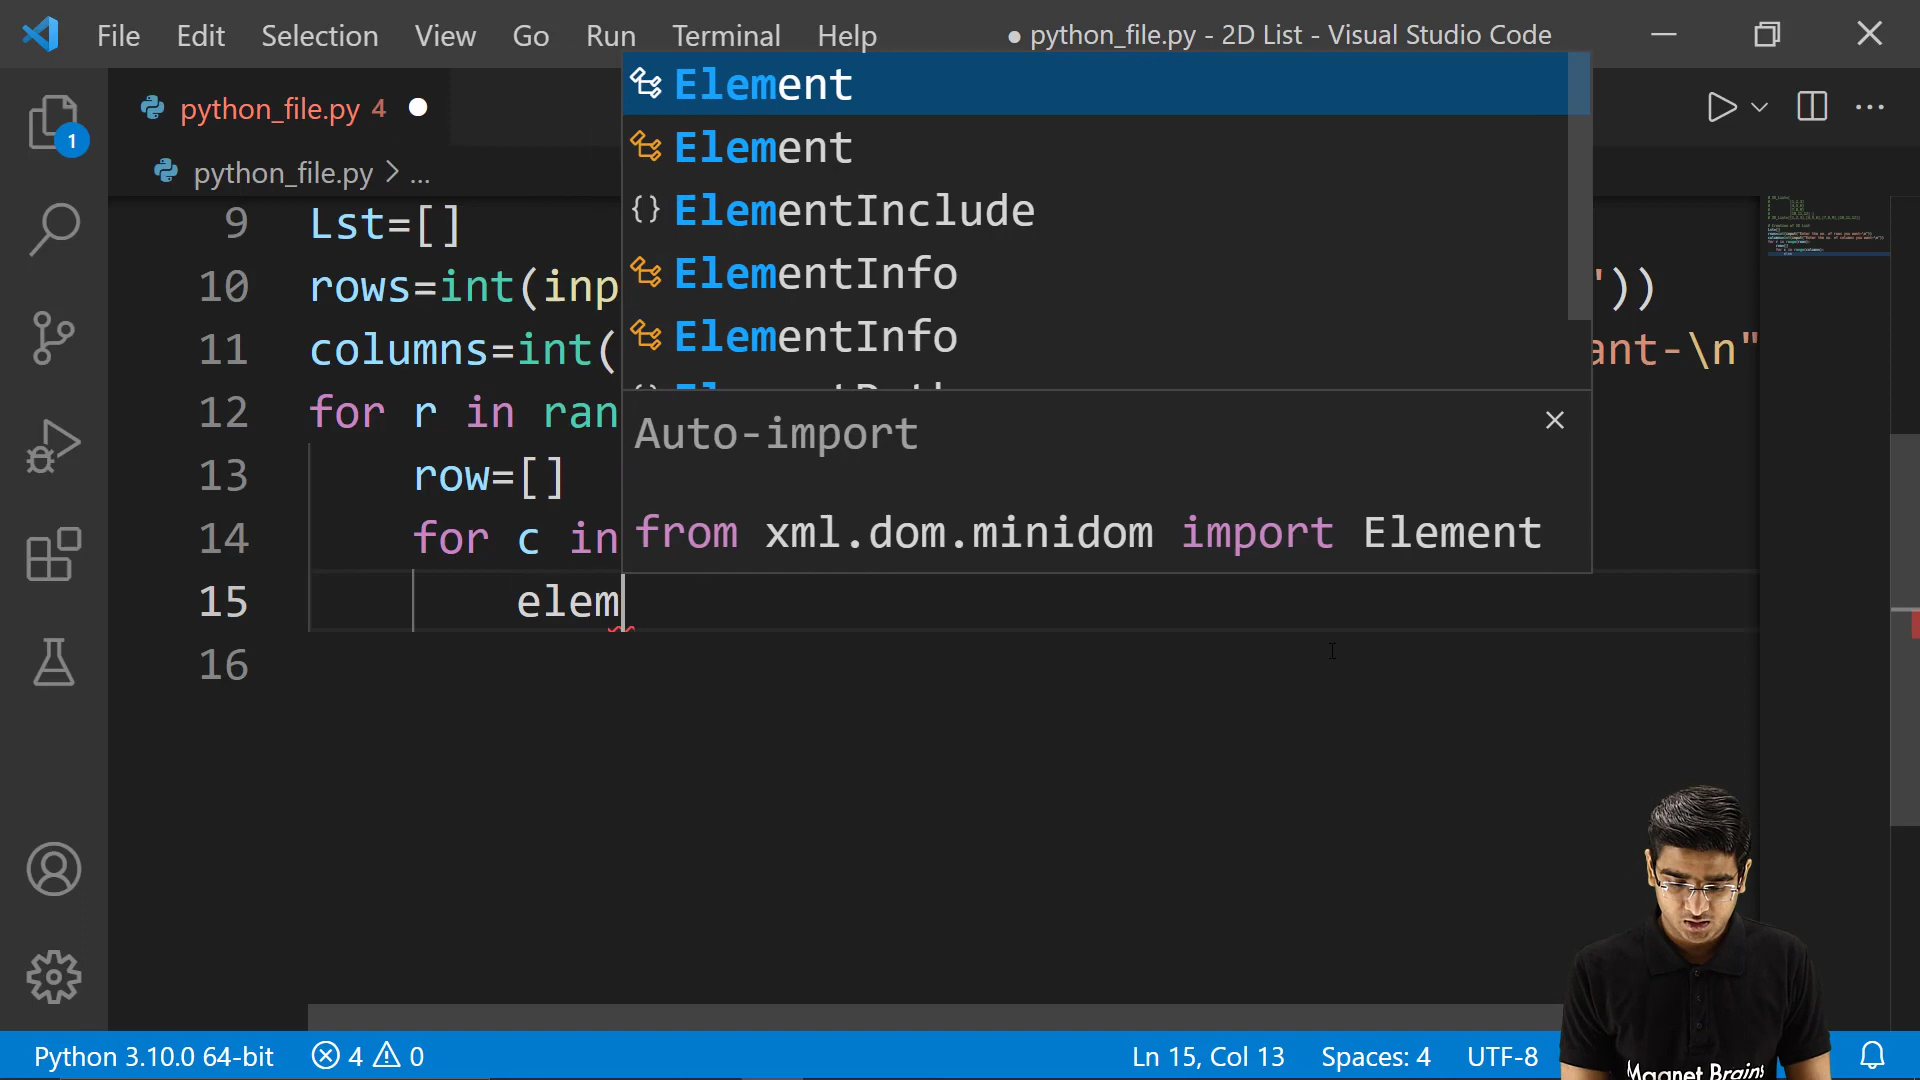 File Edit Selection View Go Run Terminal Help ● python_file.py - 2D List - Visual Studio Code
python_file.py 4
python_file.py > ...
1
9 Lst=[]
10 rows=int(inp '))
11 columns=int( ant-\n"
12 for r in ran
13 row=[]
14 for c in
15 elem
16
Element
Element
ElementInclude
ElementInfo
ElementInfo
Auto-import
from xml.dom.minidom import Element
Python 3.10.0 64-bit 4 0 Ln 15, Col 13 Spaces: 4 UTF-8
Magnet Brains